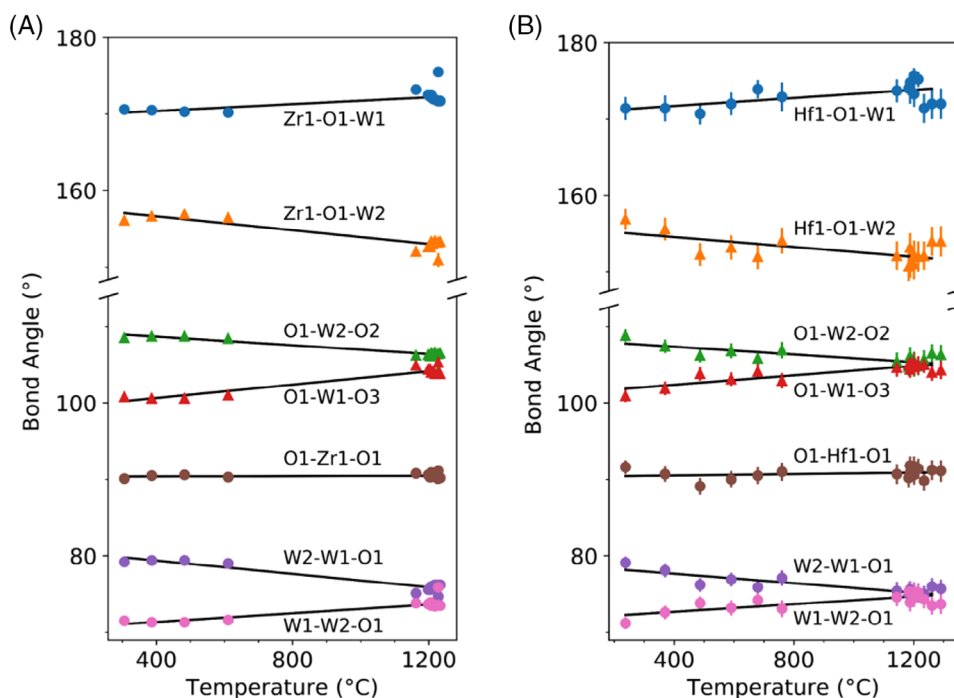 (A)
180
160
100
80
Bond Angle (°)
Zr1-O1-W1
Zr1-O1-W2
O1-W2-O2
O1-W1-O3
O1-Zr1-O1
W2-W1-O1
W1-W2-O1
400
800
1200
Temperature (°C)
(B)
180
160
100
80
Bond Angle (°)
Hf1-O1-W1
Hf1-O1-W2
O1-W2-O2
O1-W1-O3
O1-Hf1-O1
W2-W1-O1
W1-W2-O1
400
800
1200
Temperature (°C)